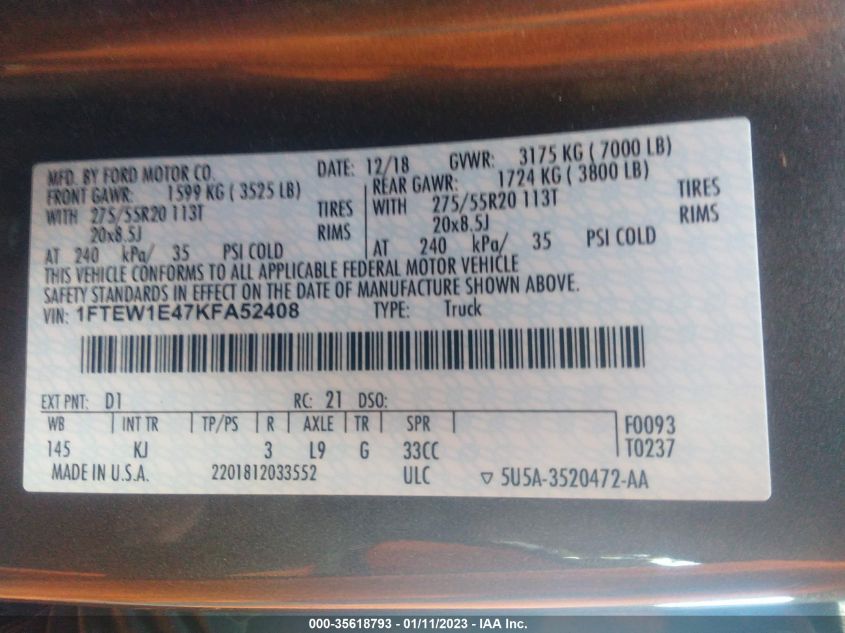 MFD. BY FORD MOTOR CO. DATE: 12/18 GVWR: 3175 KG ( 7000 LB)
FRONT GAWR: 1599 KG ( 3525 LB) REAR GAWR: 1724 KG ( 3800 LB)
WITH 275/55R20 113T TIRES WITH 275/55R20 113T TIRES
20x8.5J RIMS 20x8.5J RIMS
AT 240 kPa/ 35 PSI COLD AT 240 kPa/ 35 PSI COLD
THIS VEHICLE CONFORMS TO ALL APPLICABLE FEDERAL MOTOR VEHICLE
SAFETY STANDARDS IN EFFECT ON THE DATE OF MANUFACTURE SHOWN ABOVE.
VIN: 1FTEW1E47KFA52408 TYPE: Truck
EXT PNT: D1 RC: 21 DSO:
WB INT TR TP/PS R AXLE TR SPR F0093
145 KJ 3 L9 G 33CC T0237
MADE IN U.S.A. 2201812033552 ULC ▽ 5U5A-3520472-AA
000-35618793 - 01/11/2023 - IAA Inc.